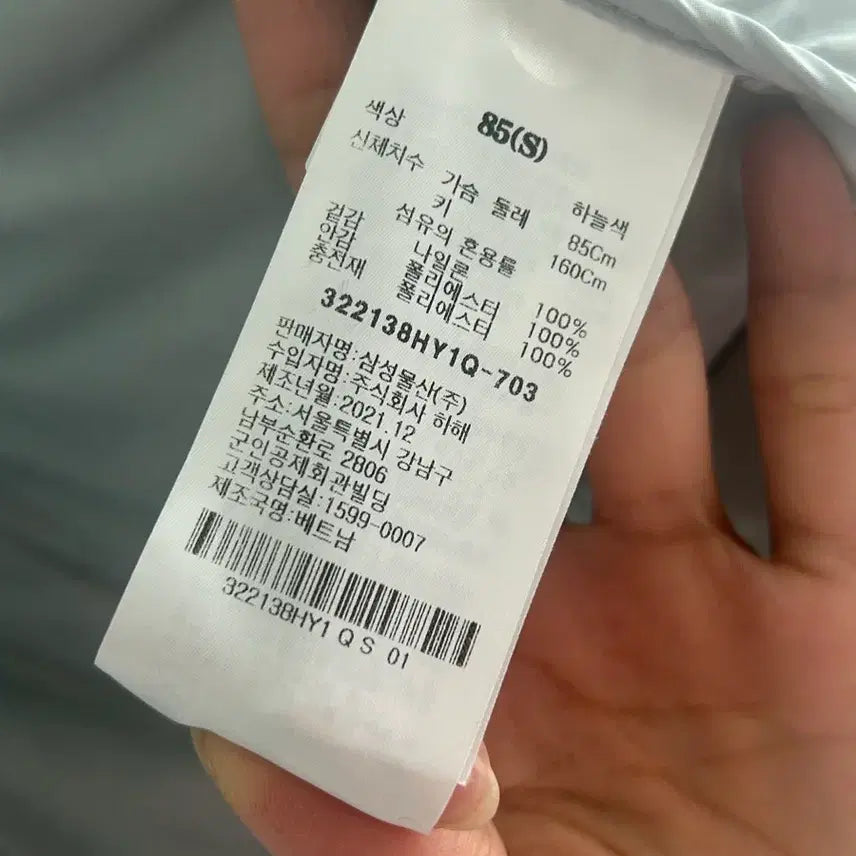 85(S)
색상 하늘색
신체치수 가슴 둘레 85Cm
키 160Cm
섬유의 혼용률
겉감 나일론 100%
안감 폴리에스터 100%
충전재 폴리에스터 100%
322138HY1Q-703
판매자명:삼성물산(주)
수입자명:주식회사 하해
제조년월:2021.12
주소:서울특별시 강남구
남부순환로 2806
군인공제회관빌딩
고객상담실:1599-0007
제조국명:베트남
322138HY1 Q S 01